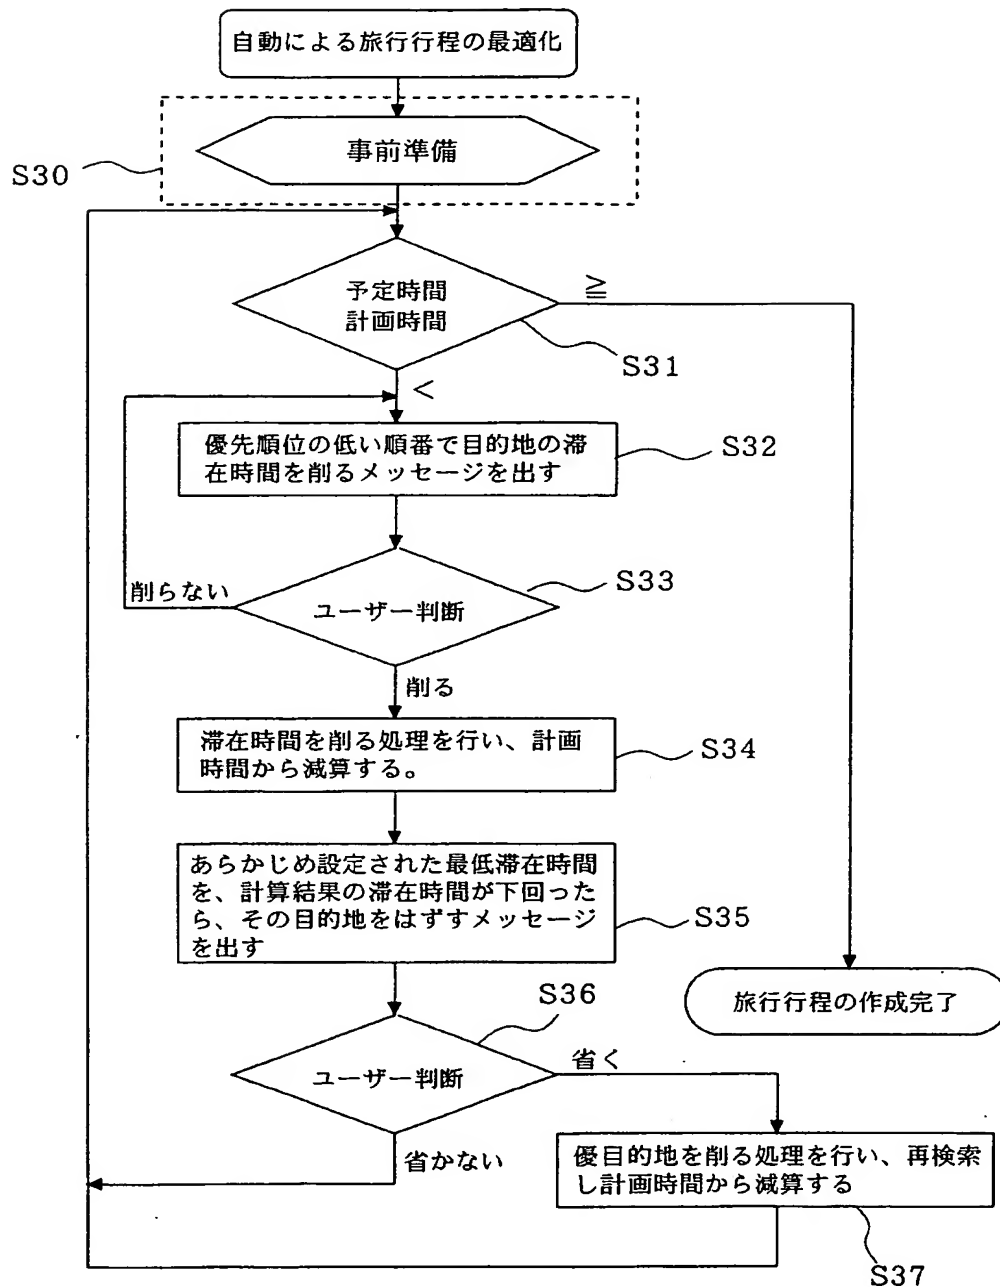 自動による旅行行程の最適化
事前準備
S30
予定時間
計画時間
≧
S31
<
優先順位の低い順番で目的地の滞
在時間を削るメッセージを出す
S32
削らない
ユーザー判断
S33
削る
滞在時間を削る処理を行い、計画
時間から減算する。
S34
あらかじめ設定された最低滞在時間
を、計算結果の滞在時間が下回った
ら、その目的地をはずすメッセージ
を出す
S35
旅行行程の作成完了
S36
ユーザー判断
省く
省かない
優目的地を削る処理を行い、再検索
し計画時間から減算する
S37